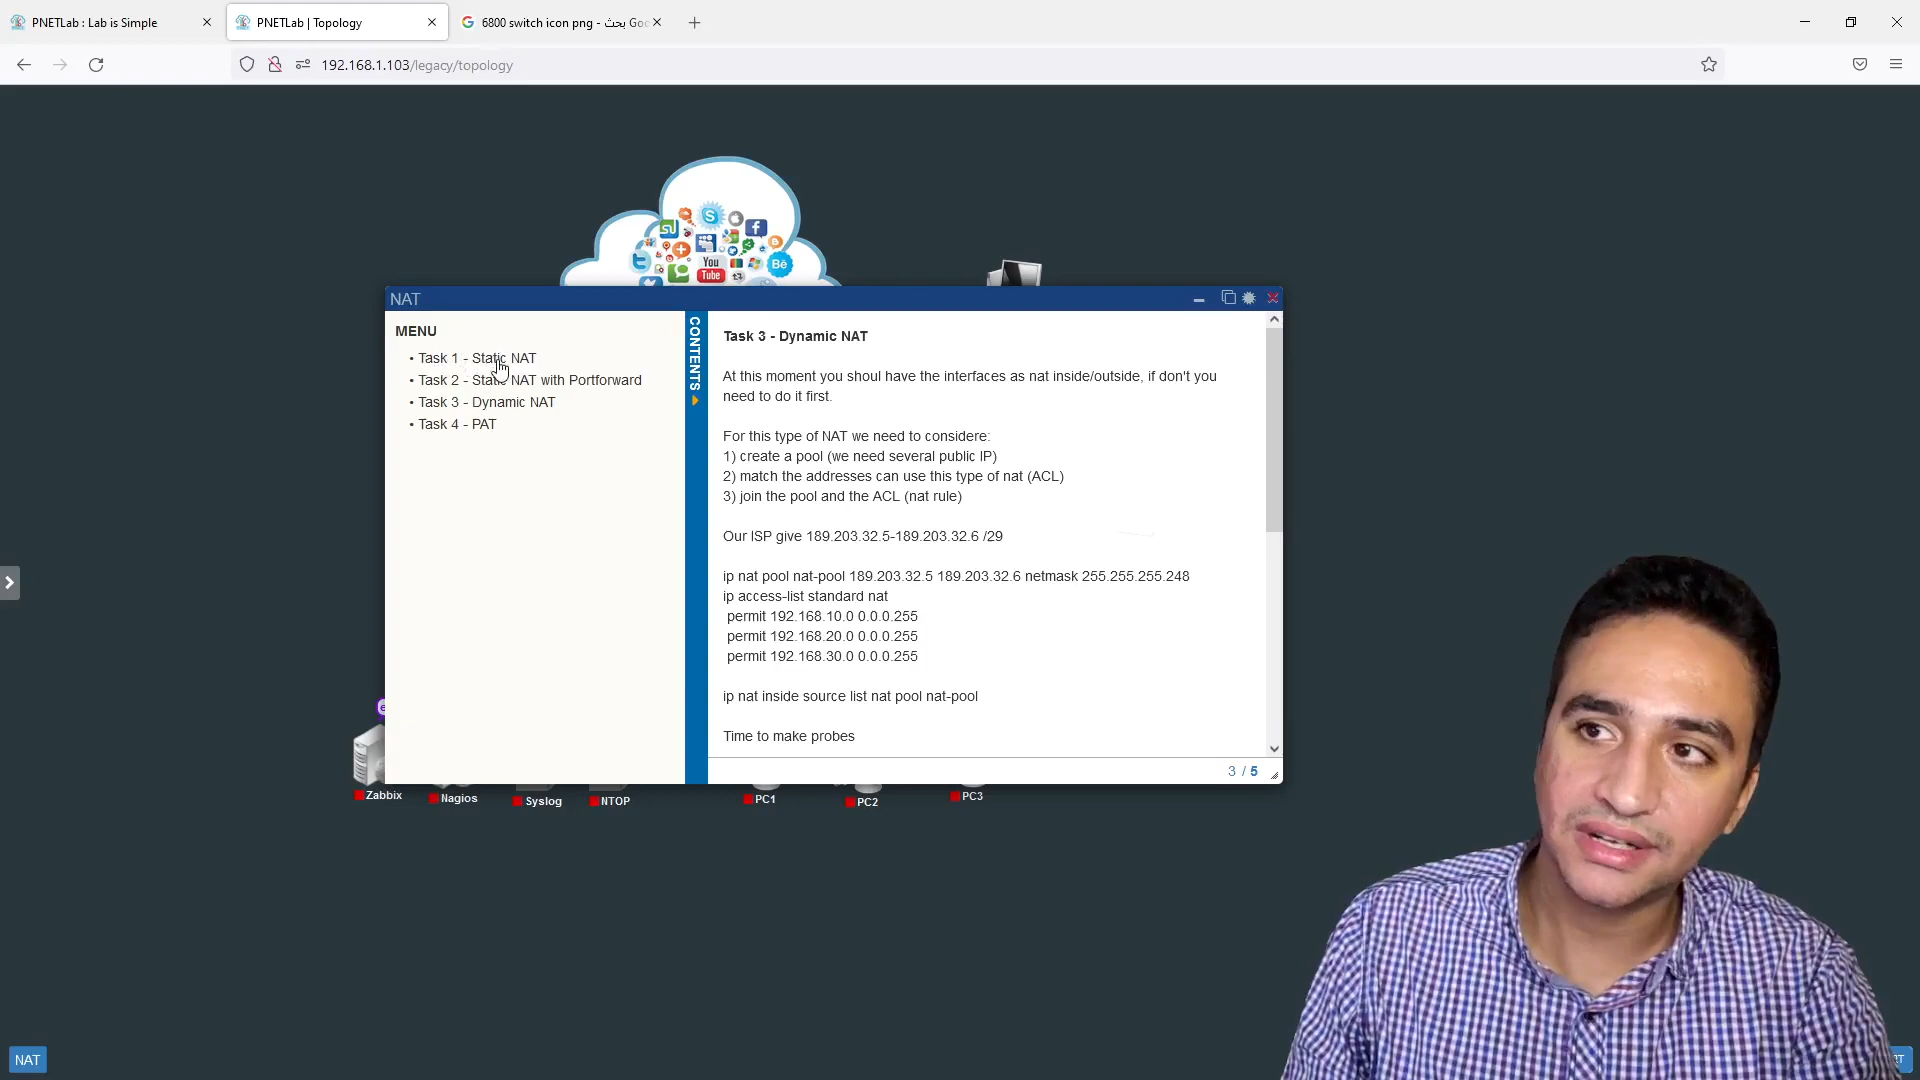 PNETLab : Lab is Simple
PNETLab | Topology
6800 switch icon png - بحث Goo
192.168.1.103/legacy/topology
You
Tube
Bē
NAT
MENU
• Task 1 - Static NAT
• Task 2 - Static NAT with Portforward
• Task 3 - Dynamic NAT
• Task 4 - PAT
CONTENTS
Task 3 - Dynamic NAT
At this moment you shoul have the interfaces as nat inside/outside, if don't you
need to do it first.
For this type of NAT we need to considere:
1) create a pool (we need several public IP)
2) match the addresses can use this type of nat (ACL)
3) join the pool and the ACL (nat rule)
Our ISP give 189.203.32.5-189.203.32.6 /29
ip nat pool nat-pool 189.203.32.5 189.203.32.6 netmask 255.255.255.248
ip access-list standard nat
permit 192.168.10.0 0.0.0.255
permit 192.168.20.0 0.0.0.255
permit 192.168.30.0 0.0.0.255
ip nat inside source list nat pool nat-pool
Time to make probes
3 / 5
Zabbix
Nagios
Syslog
NTOP
PC1
PC2
PC3
NAT